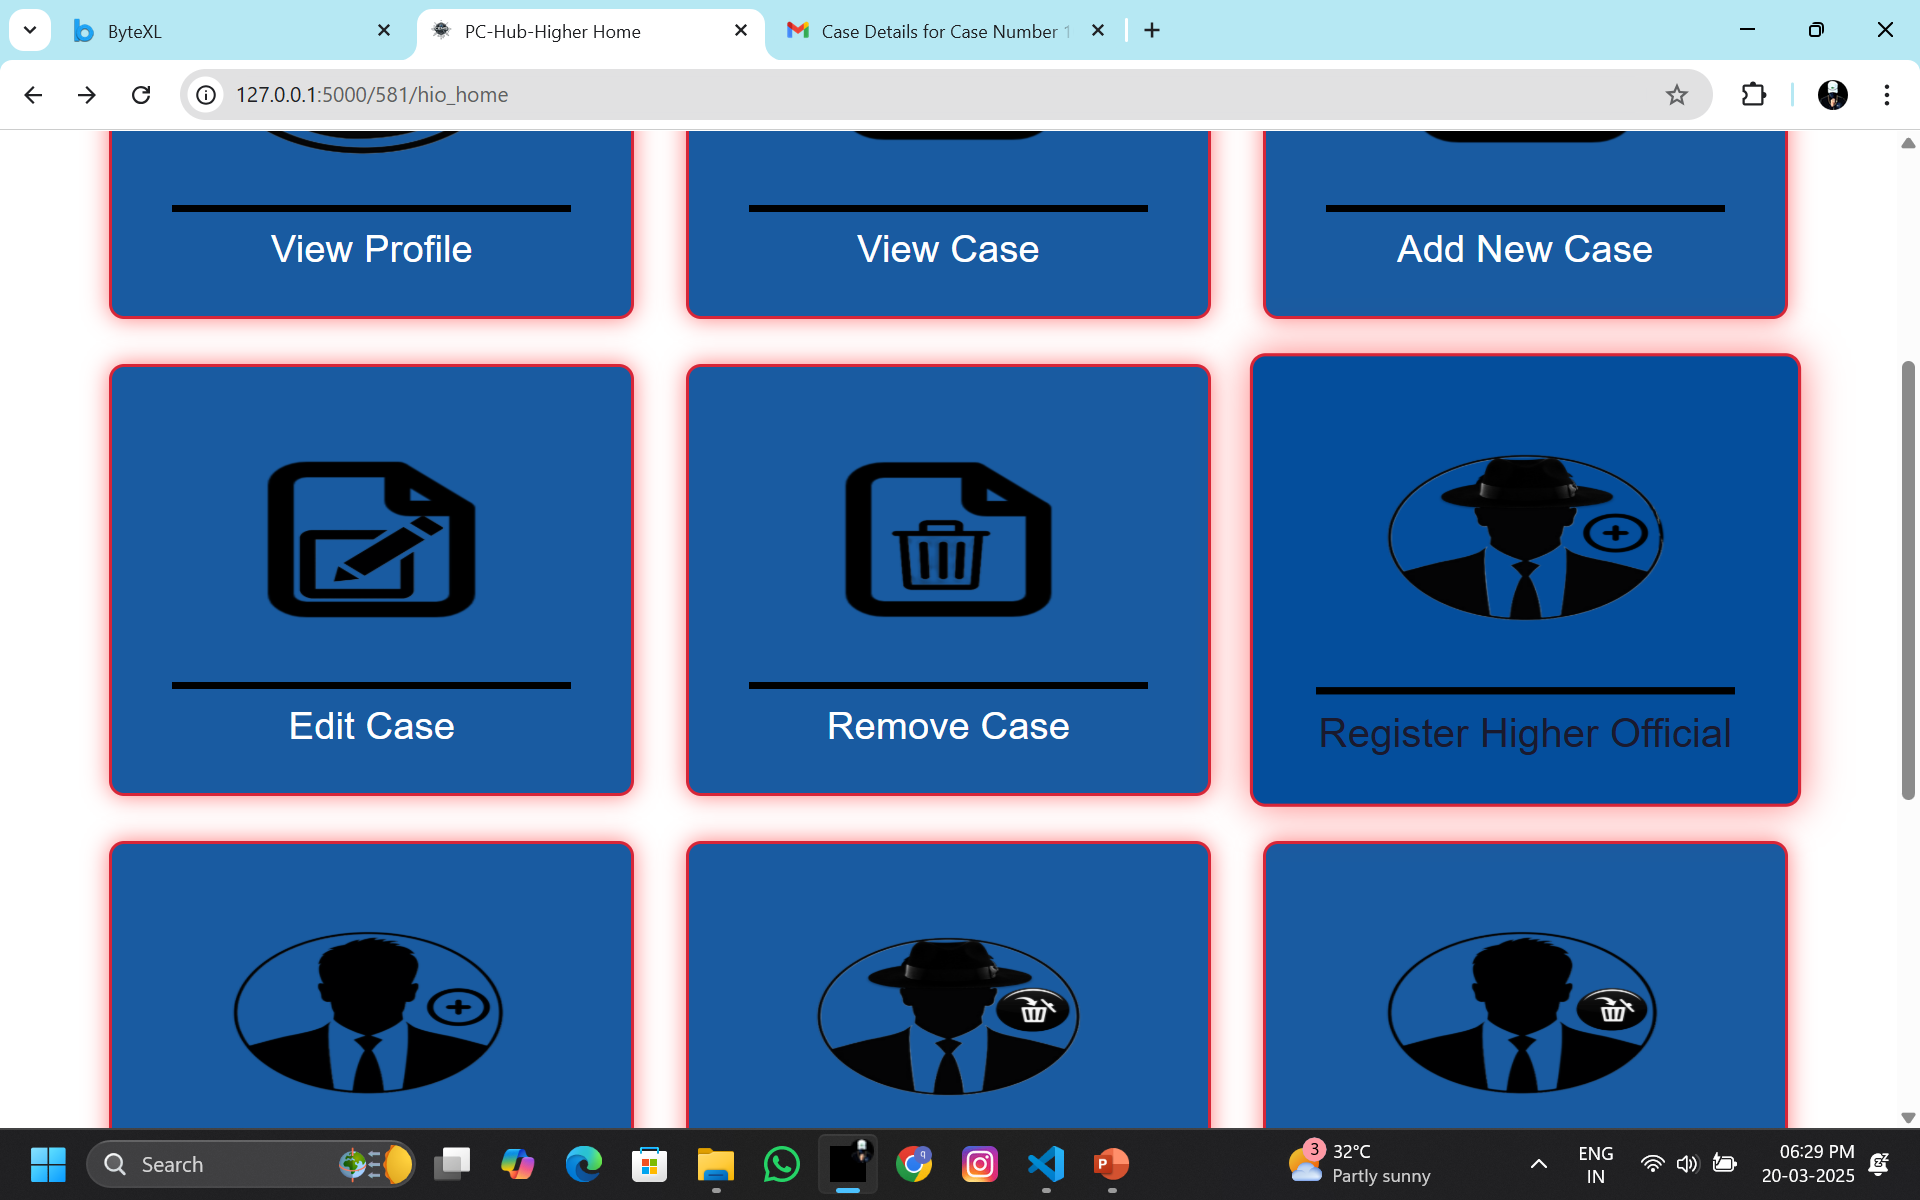 ByteXL
PC-Hub-Higher Home
Case Details for Case Number
127.0.0.1:5000/581/hio_home
View Profile
View Case
Add New Case
Edit Case
Remove Case
Register Higher Official
Search
3
32°C
Partly sunny
ENG
IN
06:29 PM
20-03-2025